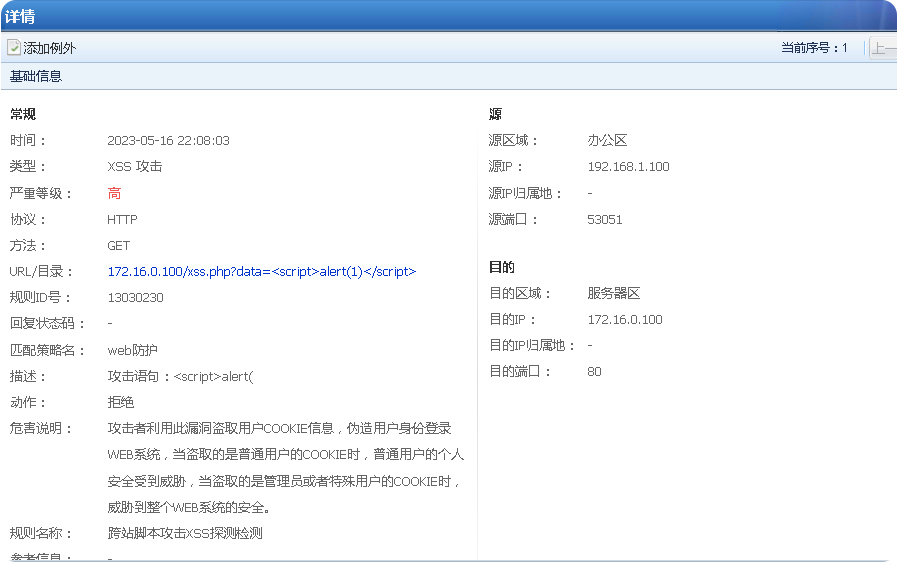 详情
添加例外
当前序号：1
上一
基础信息
常规
时间： 2023-05-16 22:08:03
类型： XSS 攻击
严重等级： 高
协议： HTTP
方法： GET
URL/目录： 172.16.0.100/xss.php?data=<script>alert(1)</script>
规则ID号： 13030230
回复状态码： -
匹配策略名： web防护
描述： 攻击语句：<script>alert(
动作： 拒绝
危害说明： 攻击者利用此漏洞盗取用户COOKIE信息，伪造用户身份登录
WEB系统，当盗取的是普通用户的COOKIE时，普通用户的个人
安全受到威胁，当盗取的是管理员或者特殊用户的COOKIE时，
威胁到整个WEB系统的安全。
规则名称： 跨站脚本攻击XSS探测检测
参考信息： -
源
源区域： 办公区
源IP： 192.168.1.100
源IP归属地： -
源端口： 53051
目的
目的区域： 服务器区
目的IP： 172.16.0.100
目的IP归属地： -
目的端口： 80